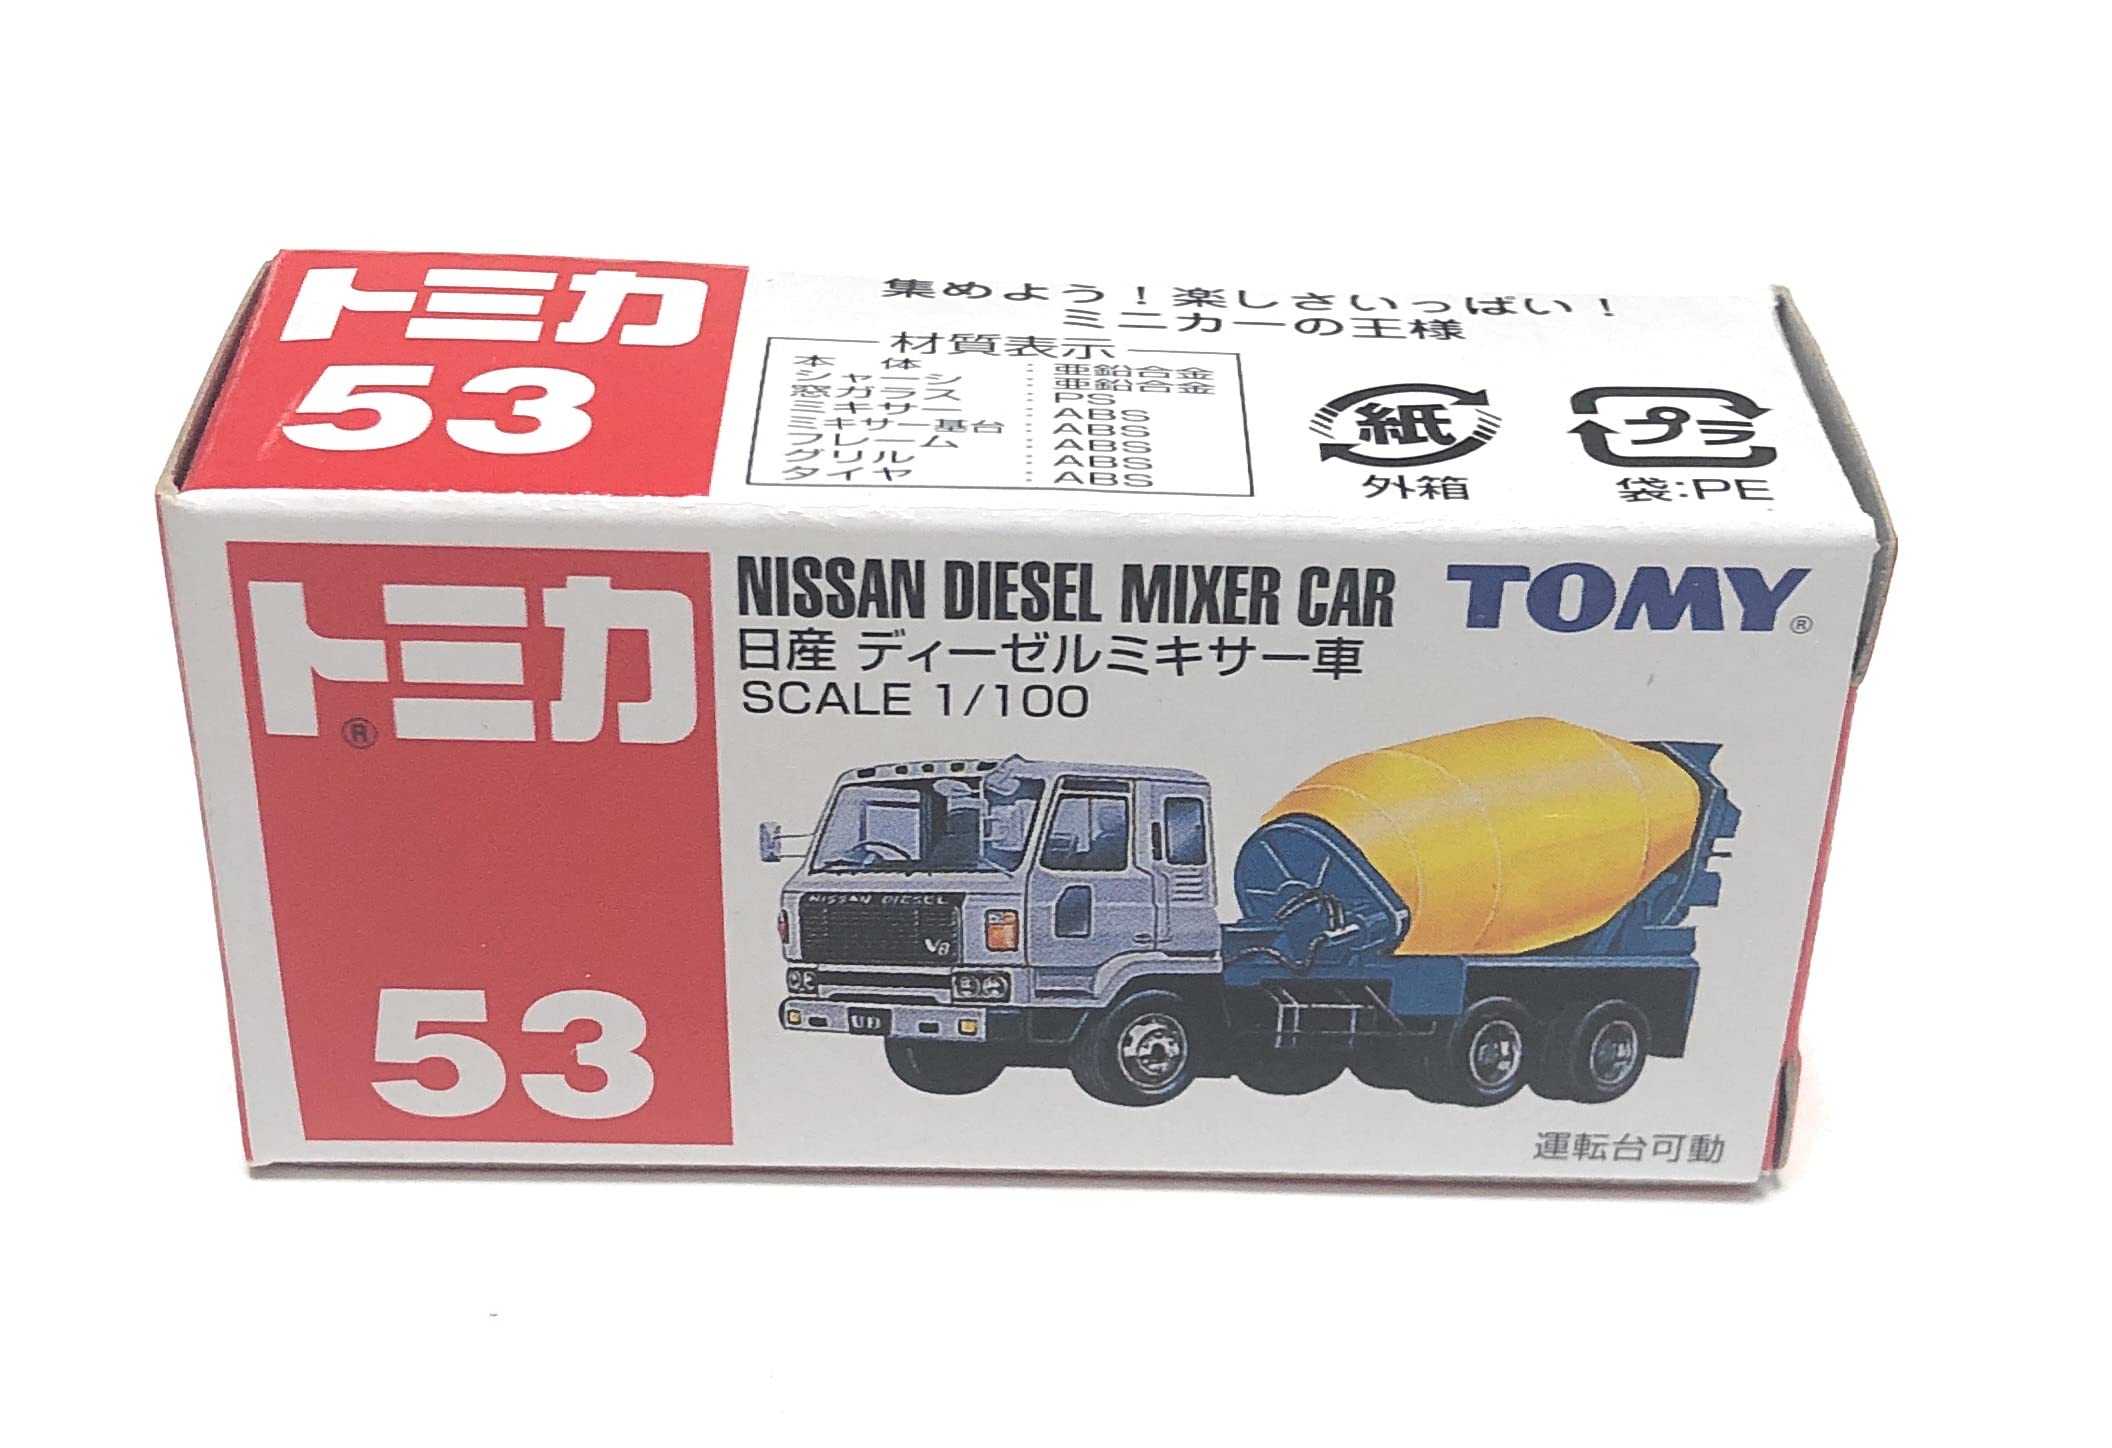 トミカ
53
集めよう！楽しさいっぱい！
ミニカーの王様
材質表示
本 体 : 亜鉛合金
シャーシ : 亜鉛合金
窓ガラス : PS
ミキサー : ABS
ミキサー基台 : ABS
フレーム : ABS
グリル : ABS
タイヤ : ABS
紙
外箱
プラ
袋:PE
トミカ®
53
NISSAN DIESEL MIXER CAR
日産 ディーゼルミキサー車
SCALE 1/100
TOMY®
NISSAN DIESEL
V8
UD
運転台可動